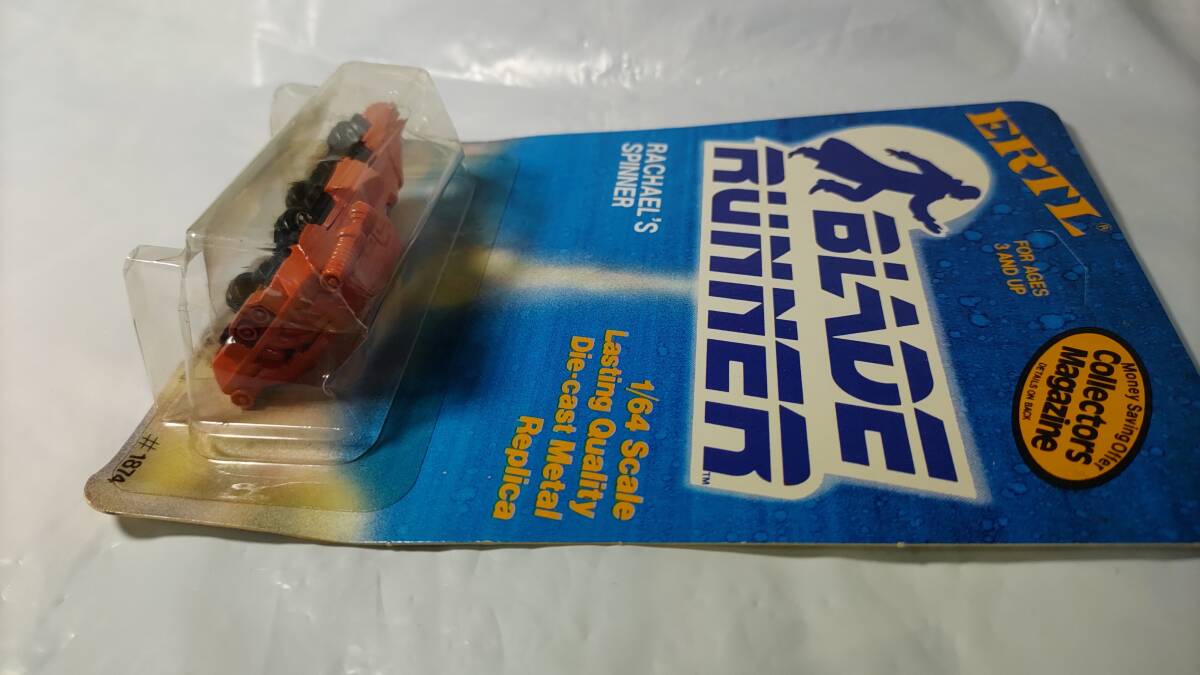 ERTL®
FOR AGES
3 AND UP
Money Saving Offer
Collectors
Magazine
DETAILS ON BACK
BLADE
RUNNER™
RACHAEL'S
SPINNER
1/64 Scale
Lasting Quality
Die-cast Metal
Replica
#1874